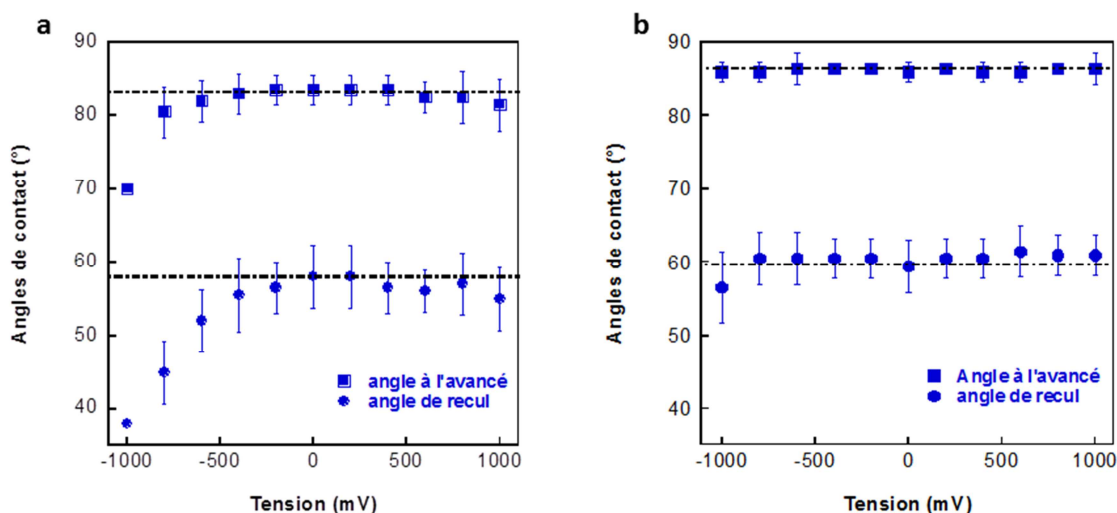 a
90
80
70
60
50
40
Angles de contact (°)
angle à l'avancé
angle de recul
-1000
-500
0
500
1000
Tension (mV)
b
90
80
70
60
50
40
Angles de contact (°)
Angle à l'avancé
angle de recul
-1000
-500
0
500
1000
Tension (mV)